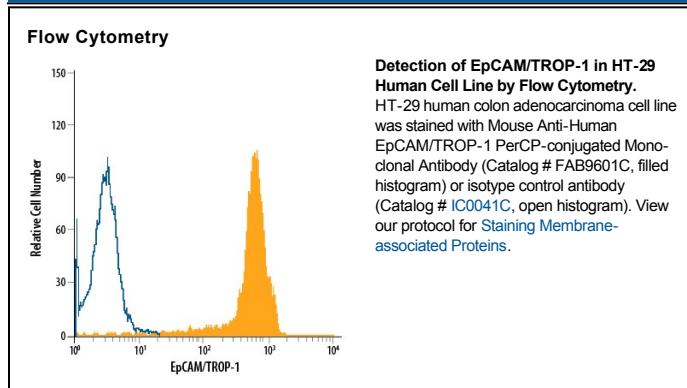 Flow Cytometry
150
120
90
60
30
0
Relative Cell Number
10⁰
10¹
10²
10³
10⁴
EpCAM/TROP-1
Detection of EpCAM/TROP-1 in HT-29
Human Cell Line by Flow Cytometry.
HT-29 human colon adenocarcinoma cell line
was stained with Mouse Anti-Human
EpCAM/TROP-1 PerCP-conjugated Mono-
clonal Antibody (Catalog # FAB9601C, filled
histogram) or isotype control antibody
(Catalog # IC0041C, open histogram). View
our protocol for Staining Membrane-
associated Proteins.